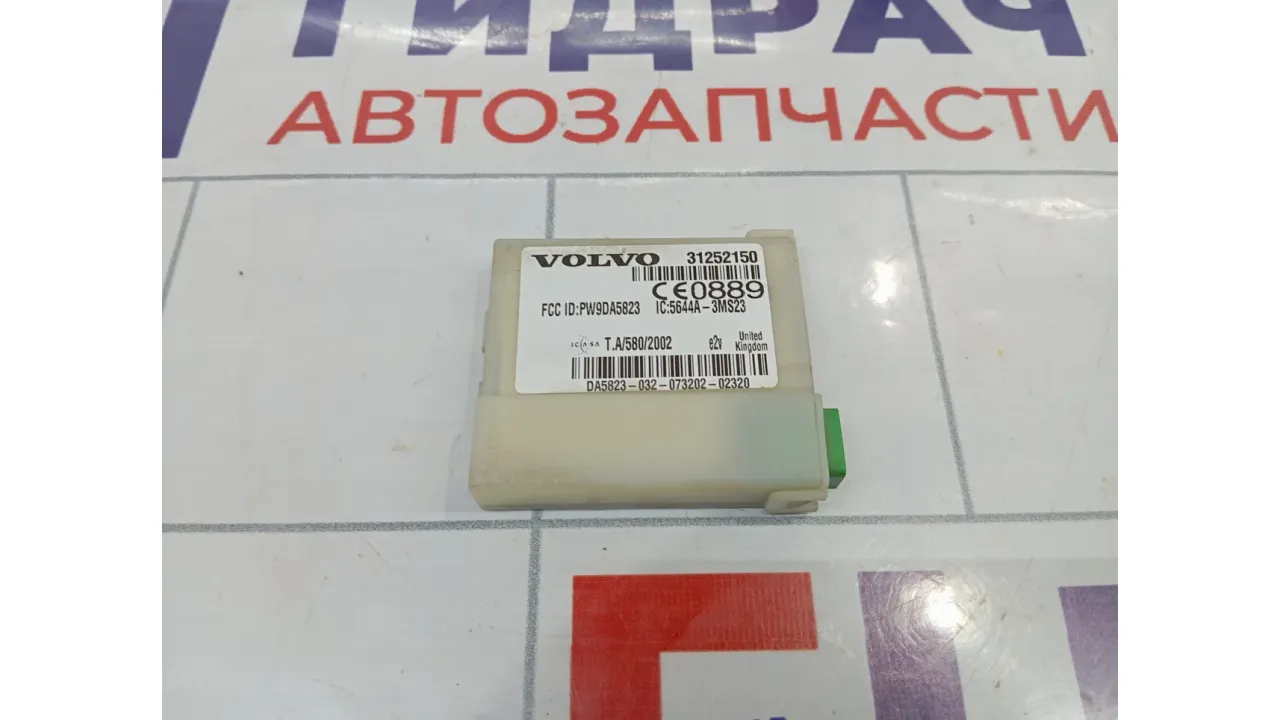 ГИДРАЧ
АВТОЗАПЧАСТИ
VOLVO 31252150
CE0889
FCC ID:PW9DA5823 IC:5644A-3MS23
ICASA T.A/580/2002 e2v United Kingdom
DA5823-032-073202-02320